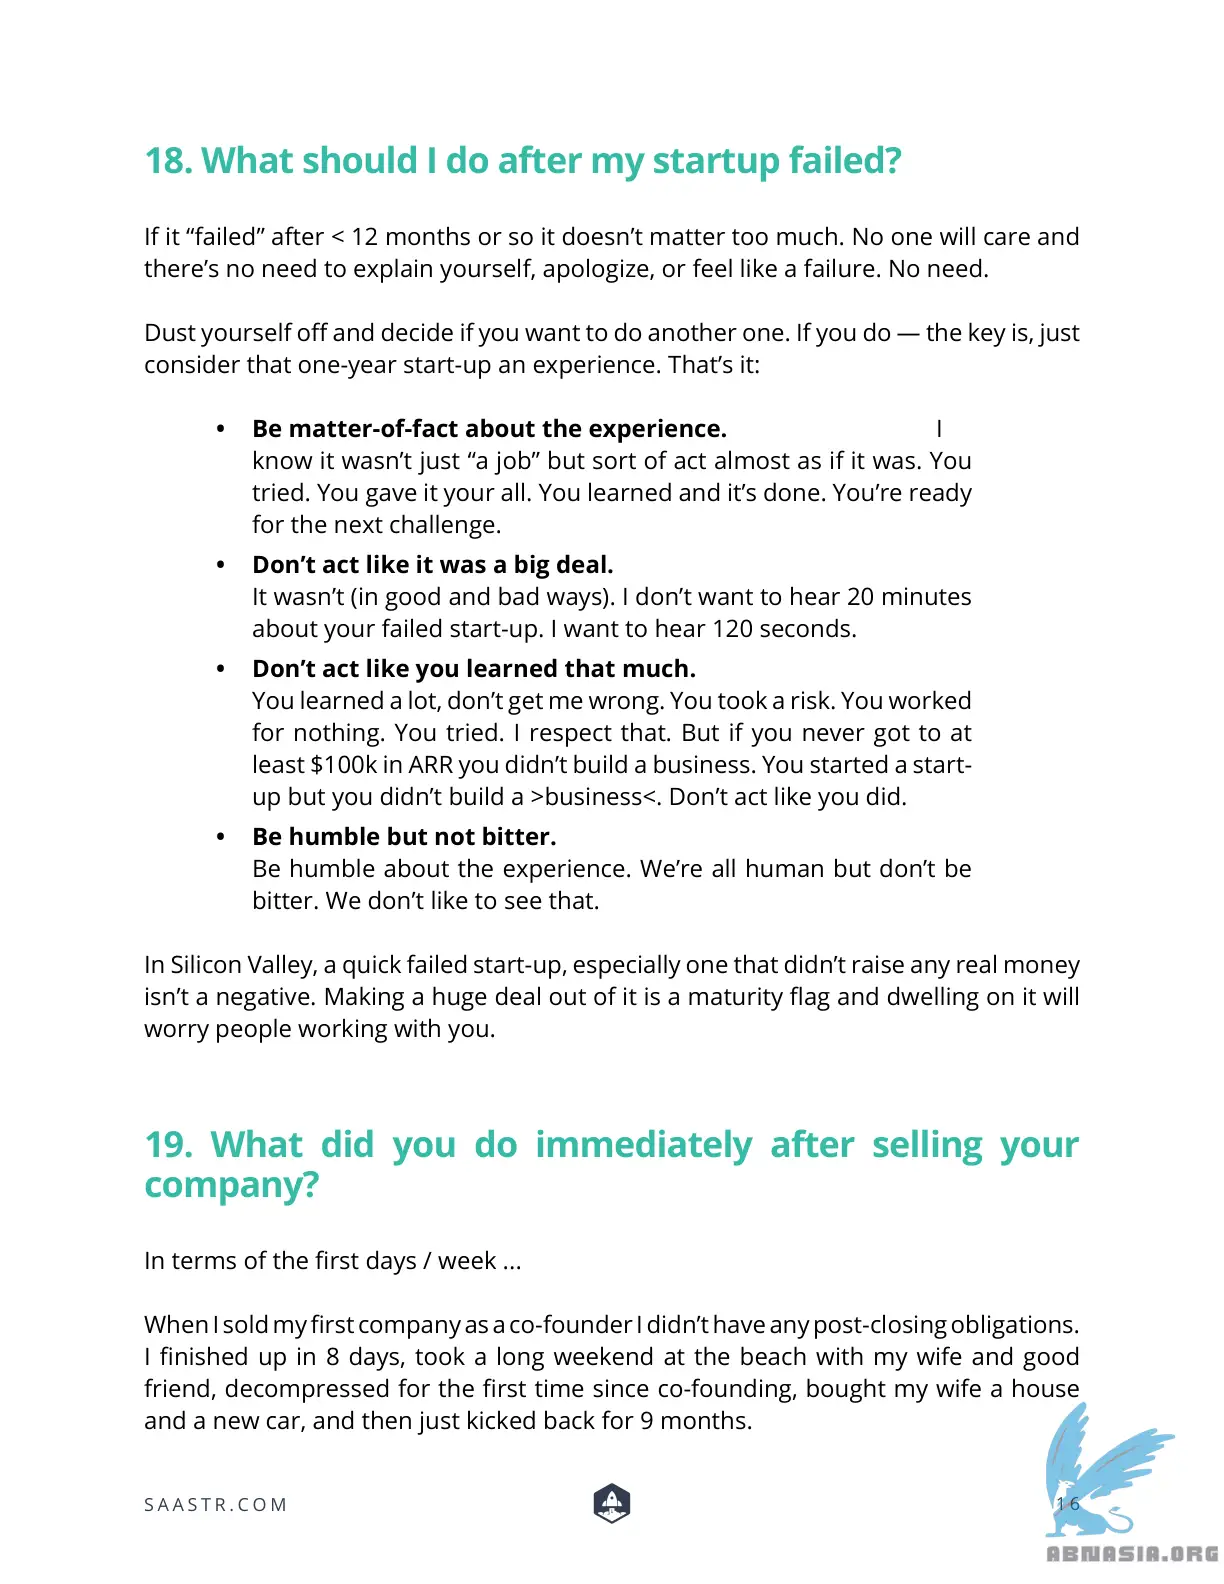 18. What should I do after my startup failed?
If it “failed” after < 12 months or so it doesn’t matter too much. No one will care and
there’s no need to explain yourself, apologize, or feel like a failure. No need.
Dust yourself off and decide if you want to do another one. If you do — the key is, just
consider that one-year start-up an experience. That’s it:
• Be matter-of-fact about the experience. I
know it wasn’t just “a job” but sort of act almost as if it was. You
tried. You gave it your all. You learned and it’s done. You’re ready
for the next challenge.
• Don’t act like it was a big deal.
It wasn’t (in good and bad ways). I don’t want to hear 20 minutes
about your failed start-up. I want to hear 120 seconds.
• Don’t act like you learned that much.
You learned a lot, don’t get me wrong. You took a risk. You worked
for nothing. You tried. I respect that. But if you never got to at
least $100k in ARR you didn’t build a business. You started a start-
up but you didn’t build a >business<. Don’t act like you did.
• Be humble but not bitter.
Be humble about the experience. We’re all human but don’t be
bitter. We don’t like to see that.
In Silicon Valley, a quick failed start-up, especially one that didn’t raise any real money
isn’t a negative. Making a huge deal out of it is a maturity flag and dwelling on it will
worry people working with you.
19. What did you do immediately after selling your
company?
In terms of the first days / week ...
When I sold my first company as a co-founder I didn’t have any post-closing obligations.
I finished up in 8 days, took a long weekend at the beach with my wife and good
friend, decompressed for the first time since co-founding, bought my wife a house
and a new car, and then just kicked back for 9 months.
SAASTR.COM
16
ABNASIA.ORG